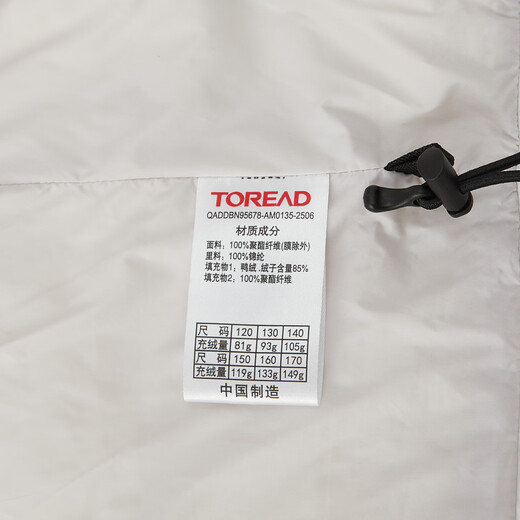 TOREAD
QADDBN95678-AM0135-2506
材质成分
面料：100%聚酯纤维(膜除外)
里料：100%锦纶
填充物1：鸭绒.绒子含量85%
填充物2：100%聚酯纤维
尺 码 120 130 140
充绒量 81g 93g 105g
尺 码 150 160 170
充绒量 119g 133g 149g
中国制造